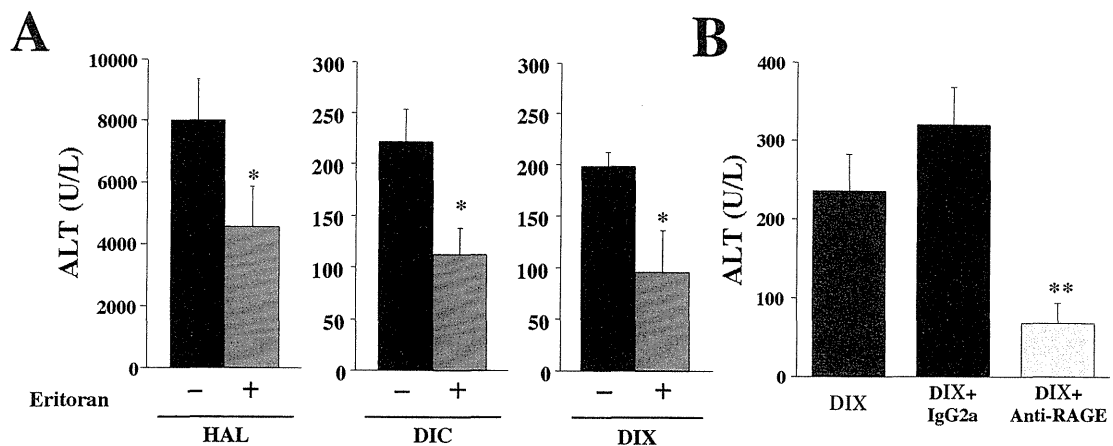 A
ALT (U/L)
10000
8000
6000
4000
2000
0
*
300
250
200
150
100
50
0
*
300
250
200
150
100
50
0
*
Eritoran
− +
− +
− +
HAL
DIC
DIX
B
ALT (U/L)
400
300
200
100
0
**
DIX
DIX+
IgG2a
DIX+
Anti-RAGE